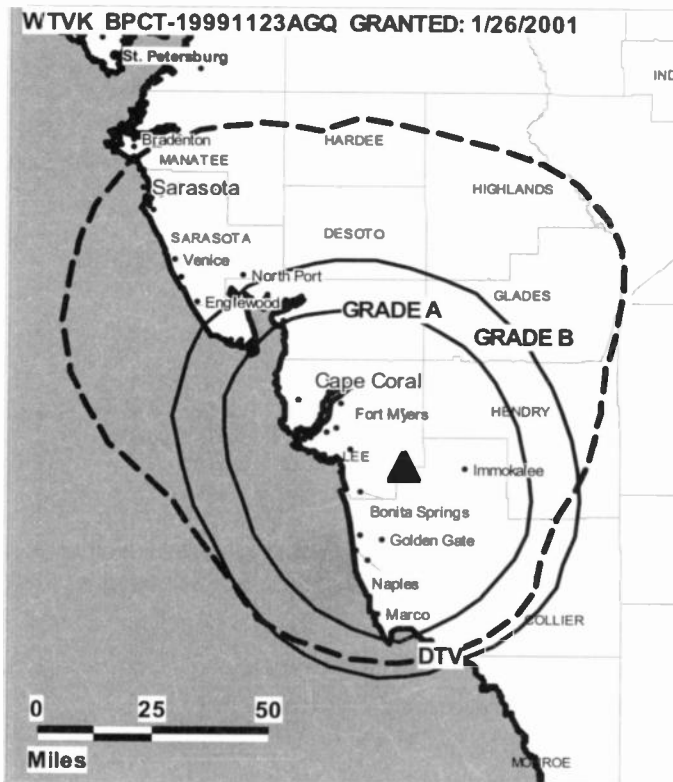 WTVK BPCT-19991123AGQ GRANTED: 1/26/2001
St. Petersburg
IND
Bradenton
HARDEE
MANATEE
HIGHLANDS
Sarasota
SARASOTA
DESOTO
Venice
North Port
GLADES
Englewood
GRADE A
GRADE B
Cape Coral
Fort Myers
HENDRY
LEE
Immokalee
Bonita Springs
Golden Gate
Naples
Marco
COLLIER
DTV
0 25 50
Miles
MONROE